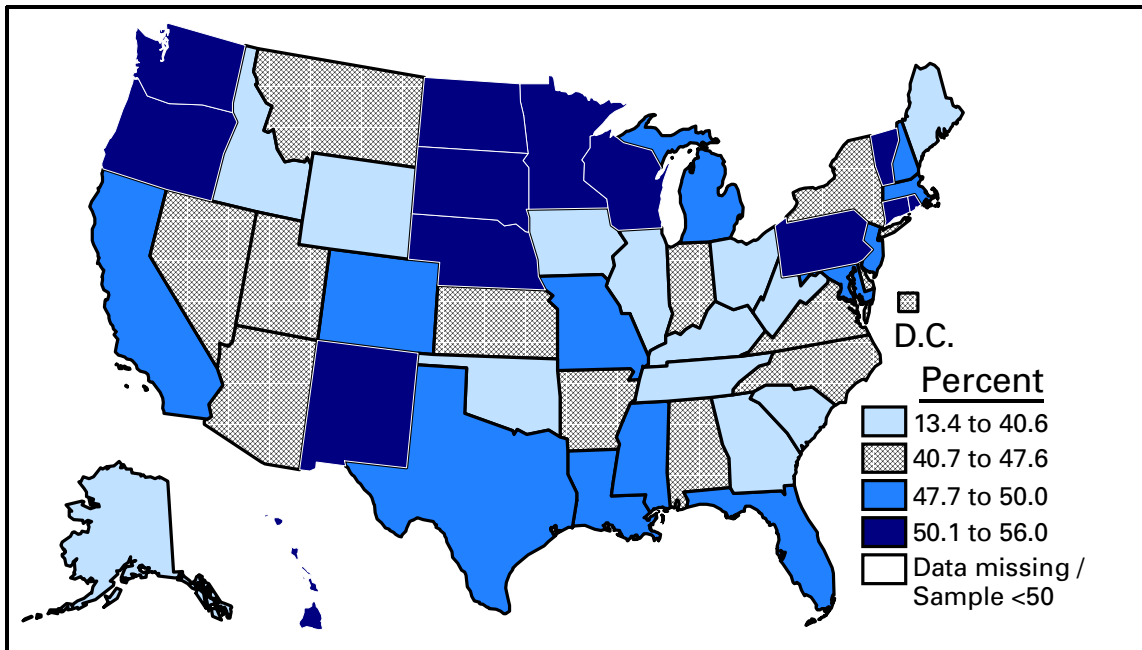 D.C.
Percent
13.4 to 40.6
40.7 to 47.6
47.7 to 50.0
50.1 to 56.0
Data missing /
Sample <50